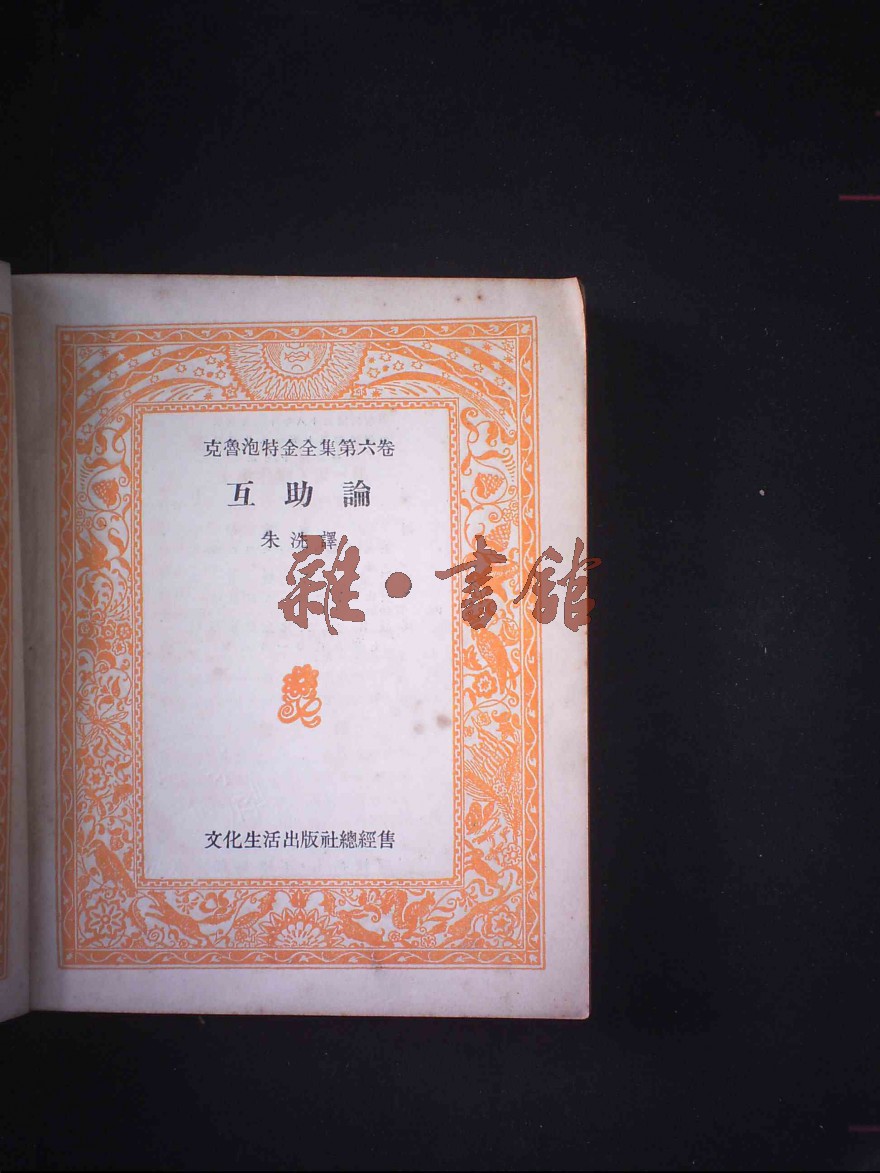 克魯泡特金全集第六卷
互助論
朱洗譯
雜·書館
文化生活出版社總經售